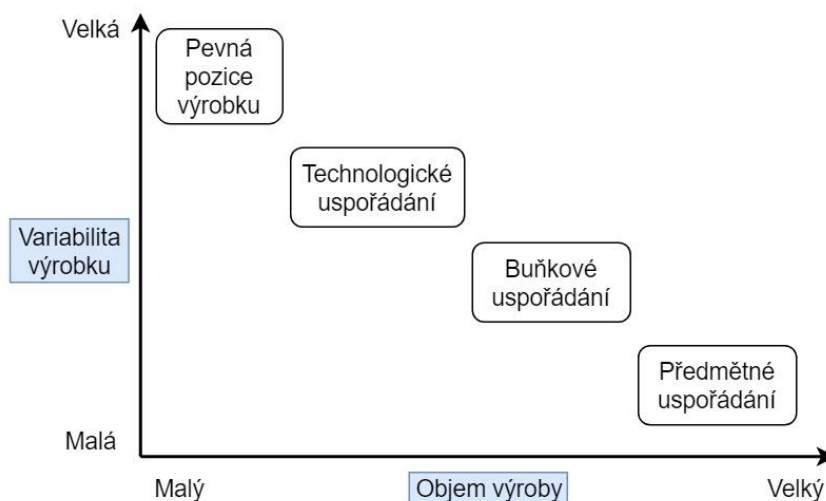 Velká
Pevná
pozice
výrobku
Technologické
uspořádání
Variabilita
výrobku
Buňkové
uspořádání
Předmětné
uspořádání
Malá
Malý
Objem výroby
Velký